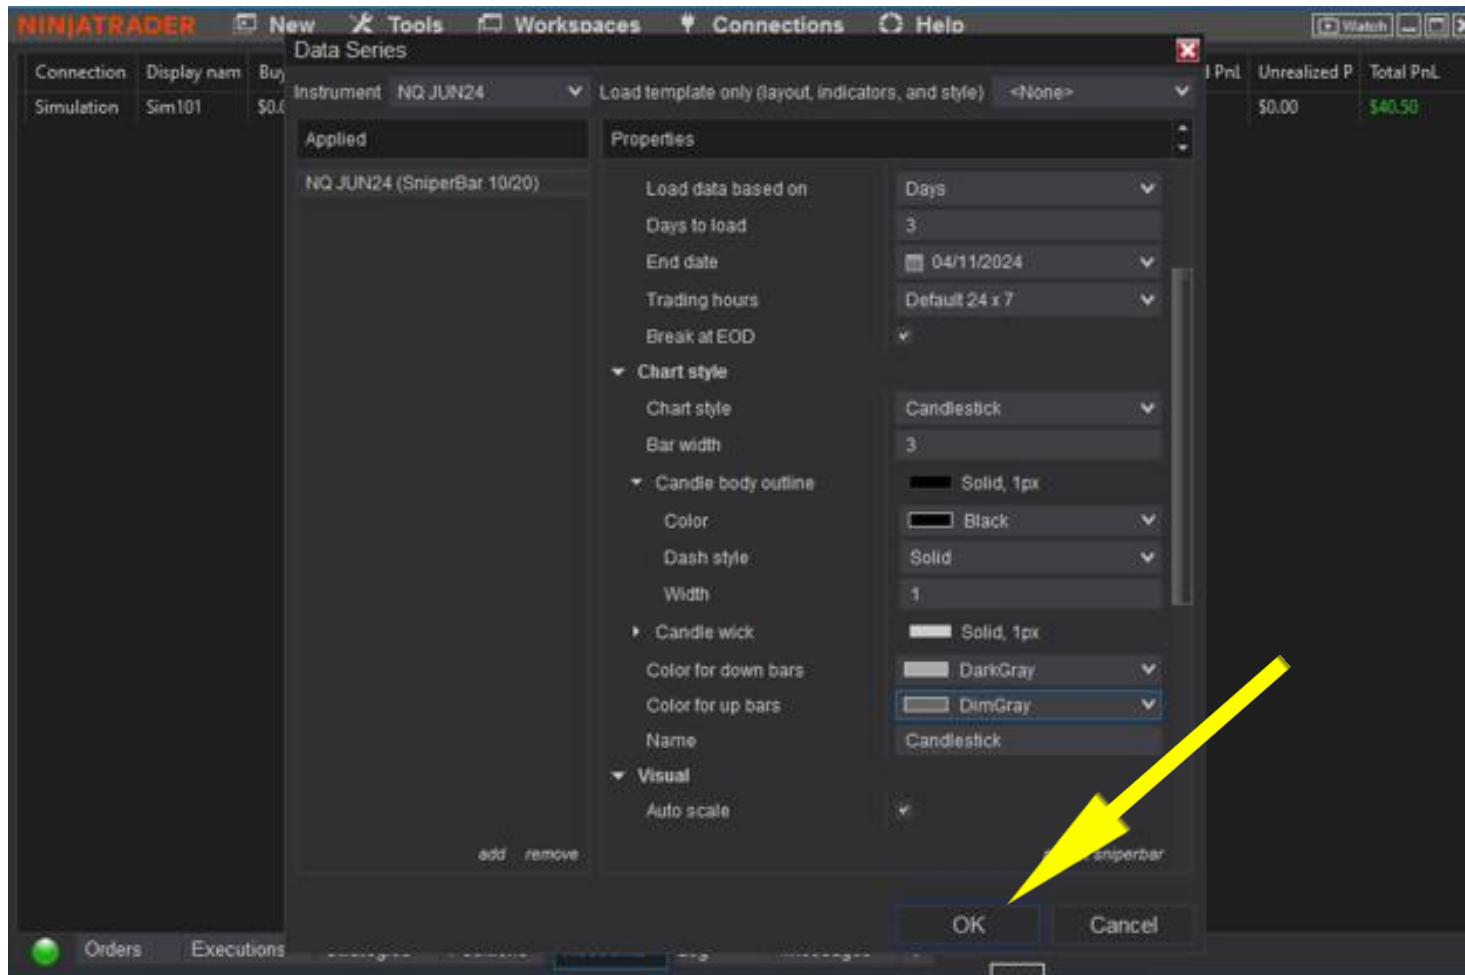 NINJATRADER New Tools Workspaces Connections Help Watch
Data Series
Connection Display nam Buy PnL Unrealized P Total PnL
Instrument NQ JUN24 Load template only (layout, indicators, and style) <None>
Simulation Sim101 $0.00 $40.50
Applied Properties
NQ JUN24 (SniperBar 10/20)
Load data based on Days
Days to load 3
End date 04/11/2024
Trading hours Default 24 x 7
Break at EOD
Chart style
Chart style Candlestick
Bar width 3
Candle body outline Solid, 1px
Color Black
Dash style Solid
Width 1
Candle wick Solid, 1px
Color for down bars DarkGray
Color for up bars DimGray
Name Candlestick
Visual
Auto scale
add remove sniperbar
OK Cancel
Orders Executions